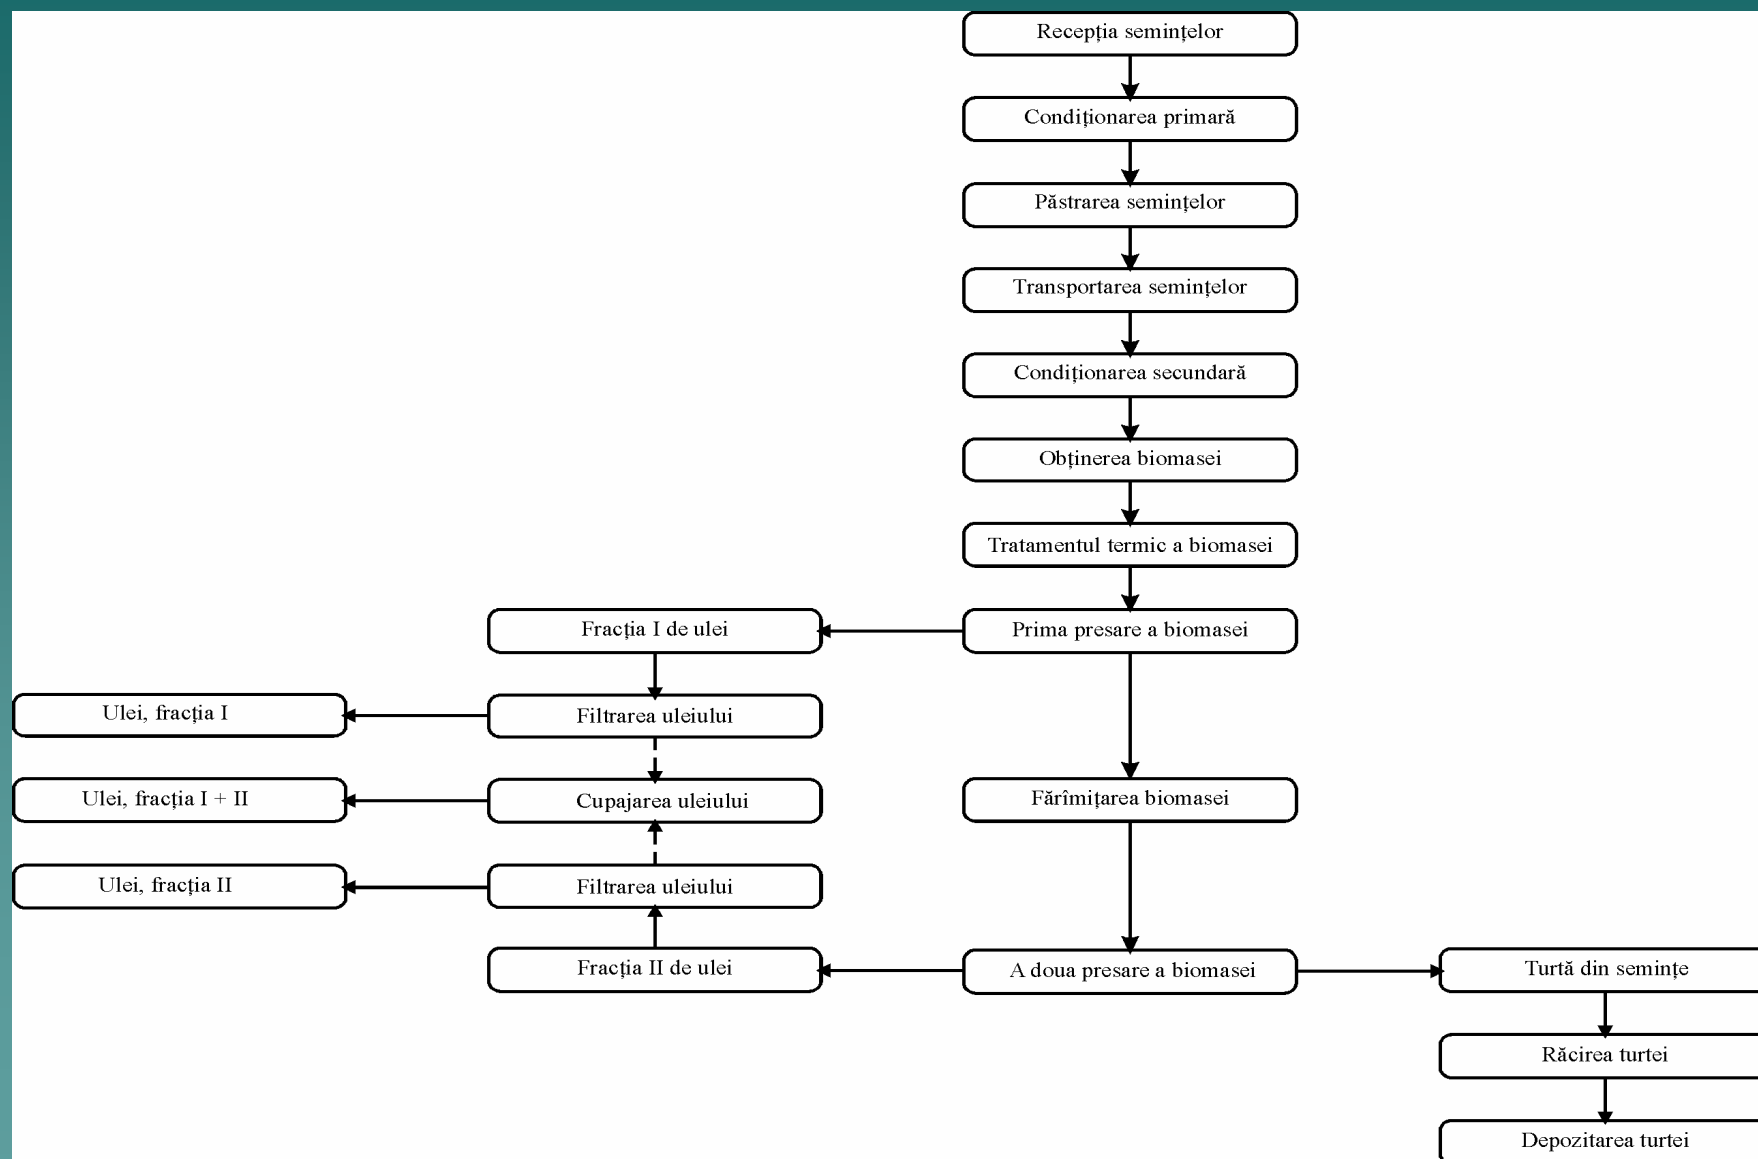 Recepția semințelor
Condiționarea primară
Păstrarea semințelor
Transportarea semințelor
Condiționarea secundară
Obținerea biomasei
Tratamentul termic a biomasei
Fracția I de ulei
Prima presare a biomasei
Ulei, fracția I
Filtrarea uleiului
Ulei, fracția I + II
Cupajarea uleiului
Fărîmițarea biomasei
Ulei, fracția II
Filtrarea uleiului
Fracția II de ulei
A doua presare a biomasei
Turtă din semințe
Răcirea turtei
Depozitarea turtei